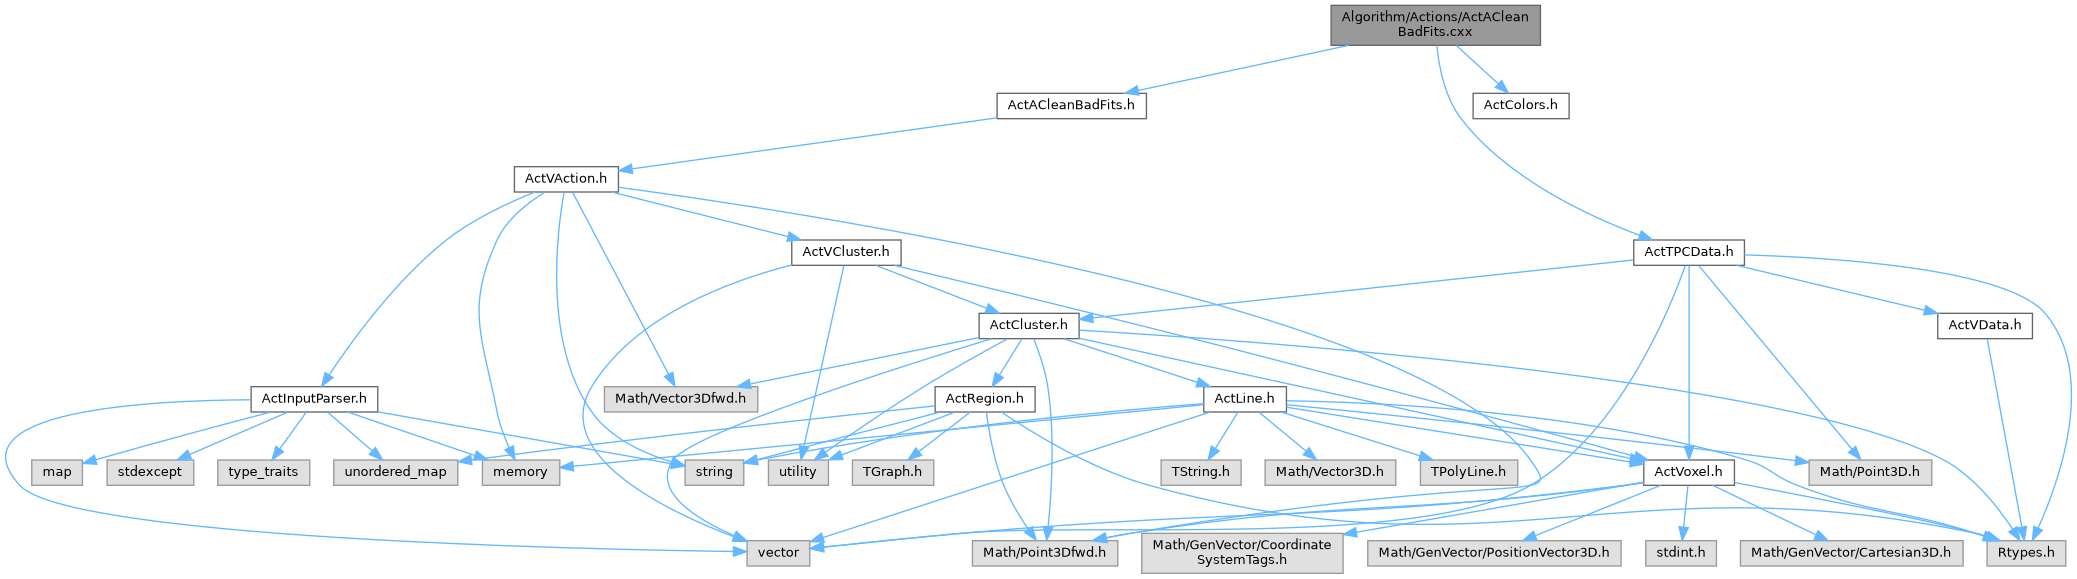 Algorithm/Actions/ActAClean
BadFits.cxx
ActACleanBadFits.h
ActColors.h
ActVAction.h
ActVCluster.h
ActTPCData.h
ActCluster.h
ActVData.h
ActInputParser.h
Math/Vector3Dfwd.h
ActRegion.h
ActLine.h
map
stdexcept
type_traits
unordered_map
memory
string
utility
TGraph.h
TString.h
Math/Vector3D.h
TPolyLine.h
ActVoxel.h
Math/Point3D.h
vector
Math/Point3Dfwd.h
Math/GenVector/Coordinate
SystemTags.h
Math/GenVector/PositionVector3D.h
stdint.h
Math/GenVector/Cartesian3D.h
Rtypes.h